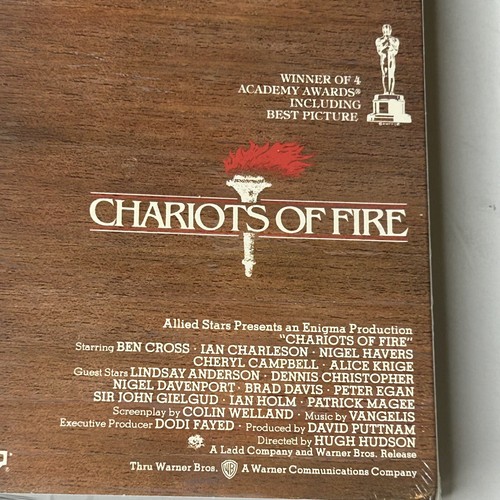 WINNER OF 4
ACADEMY AWARDS®
INCLUDING
BEST PICTURE
CHARIOTS OF FIRE
Allied Stars Presents an Enigma Production
"CHARIOTS OF FIRE"
Starring BEN CROSS · IAN CHARLESON · NIGEL HAVERS
CHERYL CAMPBELL · ALICE KRIGE
Guest Stars LINDSAY ANDERSON · DENNIS CHRISTOPHER
NIGEL DAVENPORT · BRAD DAVIS · PETER EGAN
SIR JOHN GIELGUD · IAN HOLM · PATRICK MAGEE
Screenplay by COLIN WELLAND · Music by VANGELIS
Executive Producer DODI FAYED · Produced by DAVID PUTTNAM
Directed by HUGH HUDSON
A Ladd Company and Warner Bros. Release
Thru Warner Bros. WB A Warner Communications Company